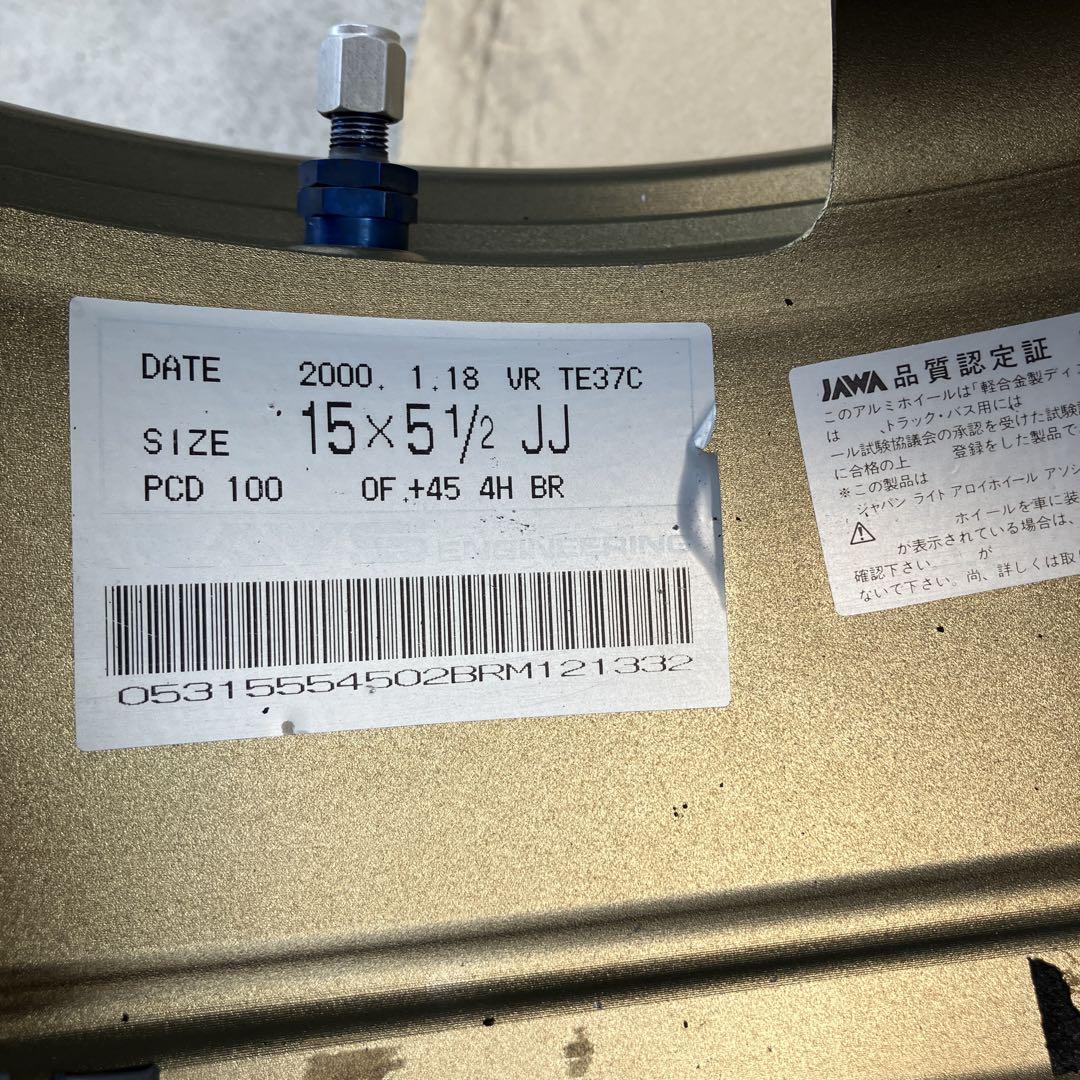 DATE 2000. 1.18 VR TE37C
SIZE 15×5 1/2 JJ
PCD 100 OF.+45 4H BR
ENGINEERING
05315554502BRM121332
JAWA 品質認定証
このアルミホイールは「軽合金製ディ
は 、トラック・バス用には
ール試験協議会の承認を受けた試験
に合格の上 登録をした製品で
※この製品は
ジャパン ライト アロイホイール アソシ
ホイールを車に装
が表示されている場合は、
確認下さい。 が
ないで下さい。尚、詳しくは取